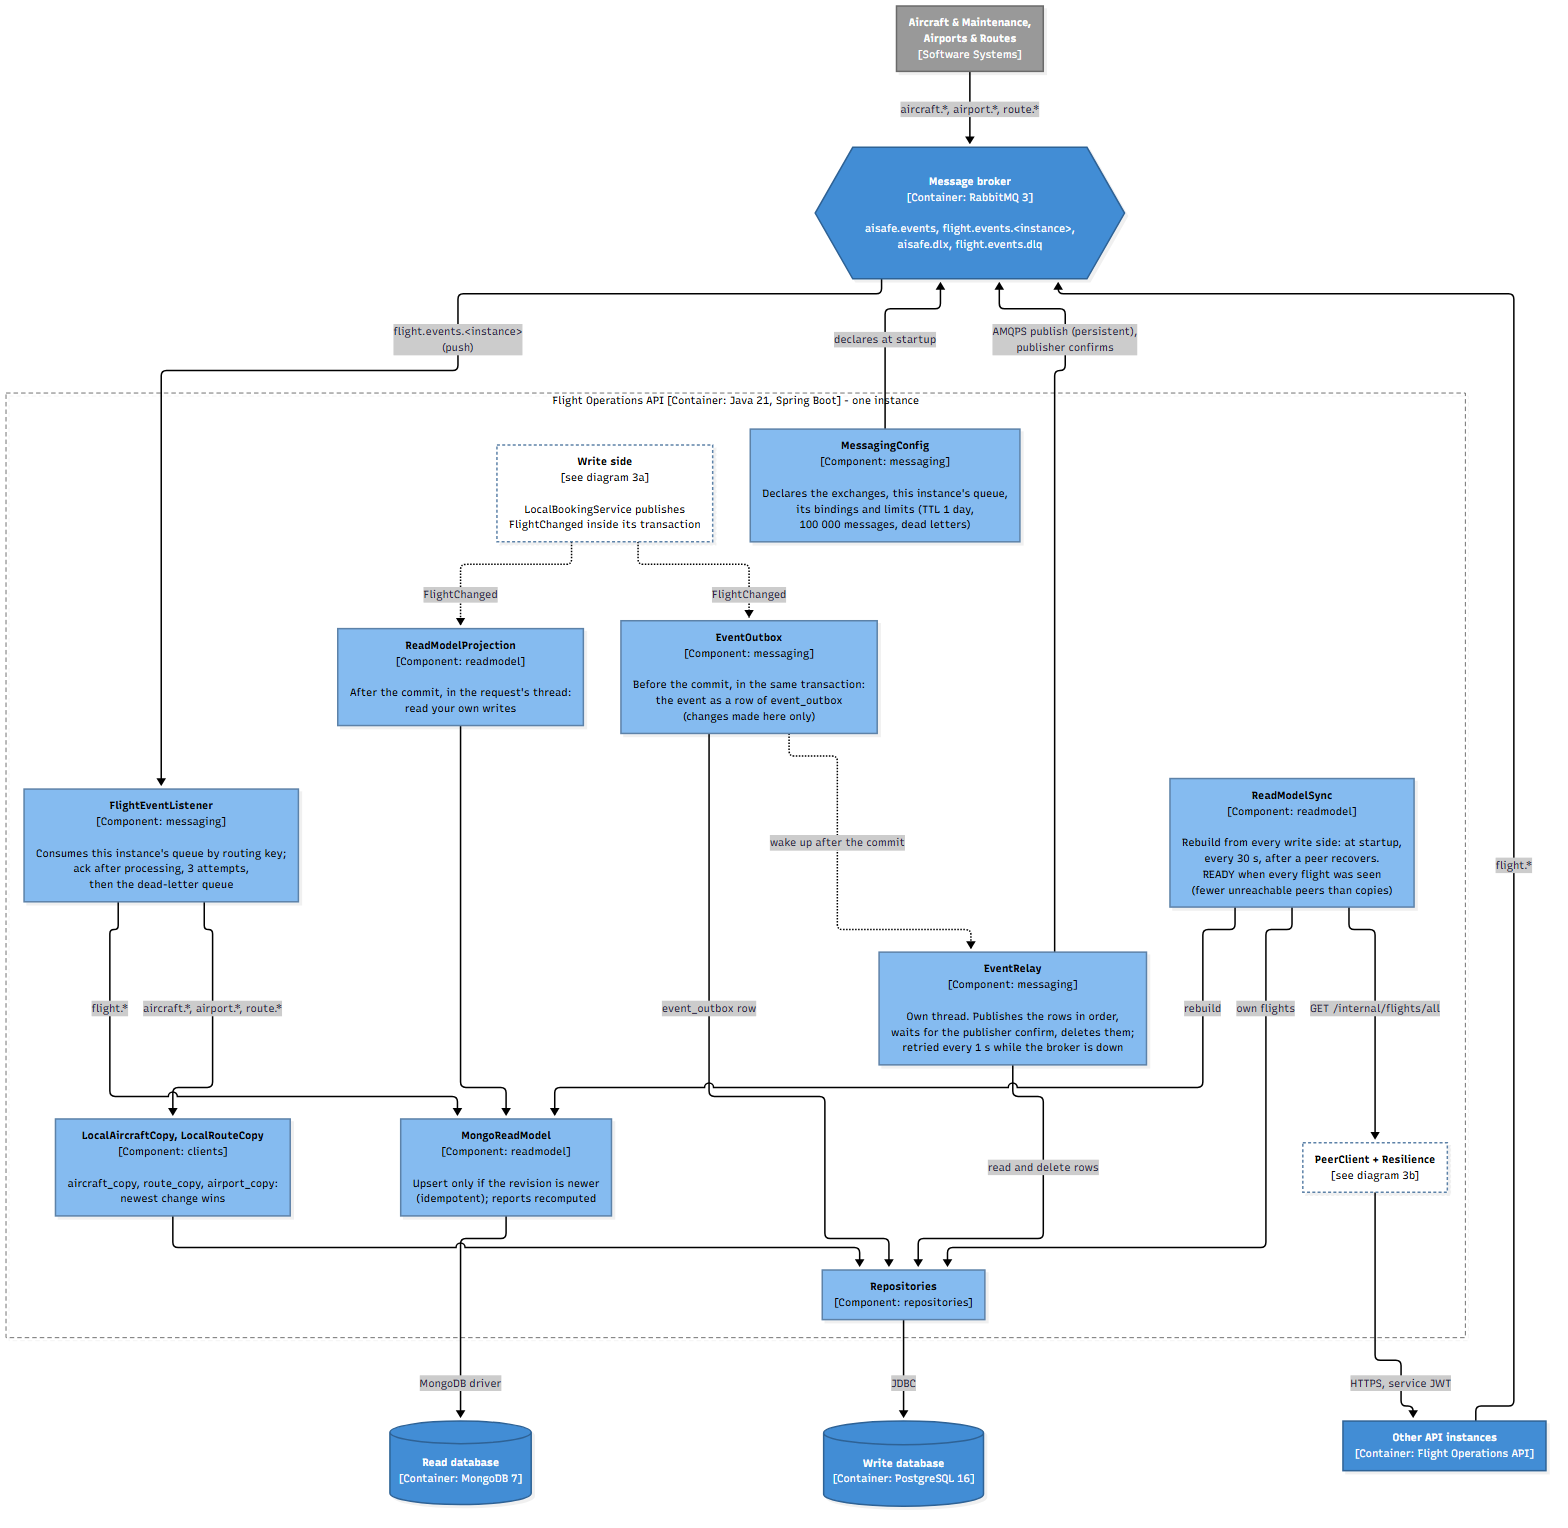 Aircraft & Maintenance,
Airports & Routes
[Software Systems]
aircraft.*, airport.*, route.*
Message broker
[Container: RabbitMQ 3]
aisafe.events, flight.events.<instance>,
aisafe.dlx, flight.events.dlq
flight.events.<instance>
(push)
declares at startup
AMQPS publish (persistent),
publisher confirms
Flight Operations API [Container: Java 21, Spring Boot] - one instance
Write side
[see diagram 3a]
LocalBookingService publishes
FlightChanged inside its transaction
MessagingConfig
[Component: messaging]
Declares the exchanges, this instance's queue,
its bindings and limits (TTL 1 day,
100 000 messages, dead letters)
FlightChanged
FlightChanged
ReadModelProjection
[Component: readmodel]
After the commit, in the request's thread:
read your own writes
EventOutbox
[Component: messaging]
Before the commit, in the same transaction:
the event as a row of event_outbox
(changes made here only)
FlightEventListener
[Component: messaging]
Consumes this instance's queue by routing key;
ack after processing, 3 attempts,
then the dead-letter queue
wake up after the commit
ReadModelSync
[Component: readmodel]
Rebuild from every write side: at startup,
every 30 s, after a peer recovers.
READY when every flight was seen
(fewer unreachable peers than copies)
flight.*
EventRelay
[Component: messaging]
Own thread. Publishes the rows in order,
waits for the publisher confirm, deletes them;
retried every 1 s while the broker is down
flight.*
aircraft.*, airport.*, route.*
event_outbox row
rebuild
own flights
GET /internal/flights/all
LocalAircraftCopy, LocalRouteCopy
[Component: clients]
aircraft_copy, route_copy, airport_copy:
newest change wins
MongoReadModel
[Component: readmodel]
Upsert only if the revision is newer
(idempotent); reports recomputed
read and delete rows
PeerClient + Resilience
[see diagram 3b]
Repositories
[Component: repositories]
MongoDB driver
JDBC
HTTPS, service JWT
Read database
[Container: MongoDB 7]
Write database
[Container: PostgreSQL 16]
Other API instances
[Container: Flight Operations API]